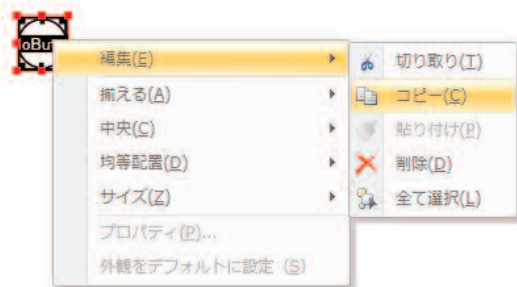 oBu
編集(E)
揃える(A)
中央(C)
均等配置(D)
サイズ(Z)
プロパティ(P)...
外観をデフォルトに設定 (S)
切り取り(T)
コピー(C)
貼り付け(P)
削除(D)
全て選択(L)